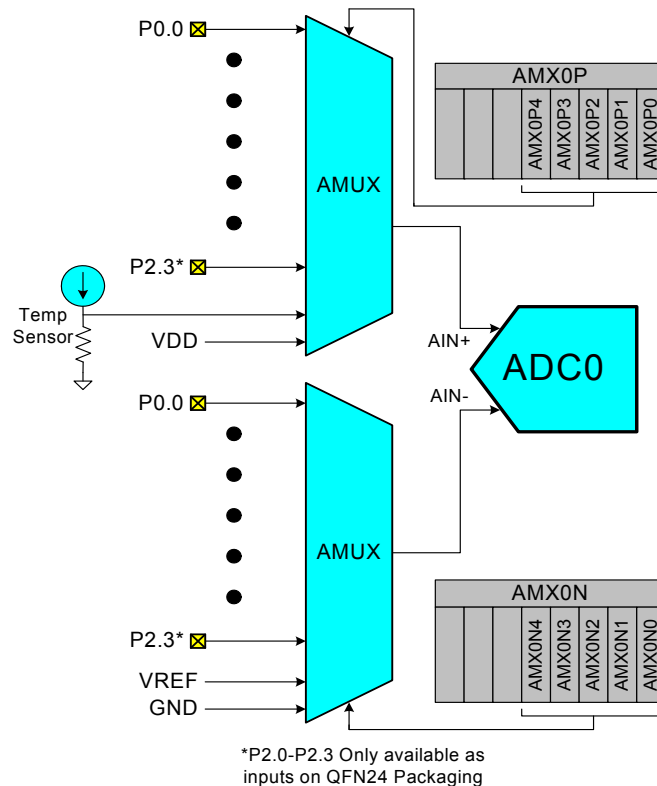 P0.0
AMX0P
AMX0P4
AMX0P3
AMX0P2
AMX0P1
AMX0P0
AMUX
P2.3*
Temp
Sensor
VDD
AIN+
ADC0
AIN-
P0.0
AMUX
AMX0N
AMX0N4
AMX0N3
AMX0N2
AMX0N1
AMX0N0
P2.3*
VREF
GND
*P2.0-P2.3 Only available as
inputs on QFN24 Packaging